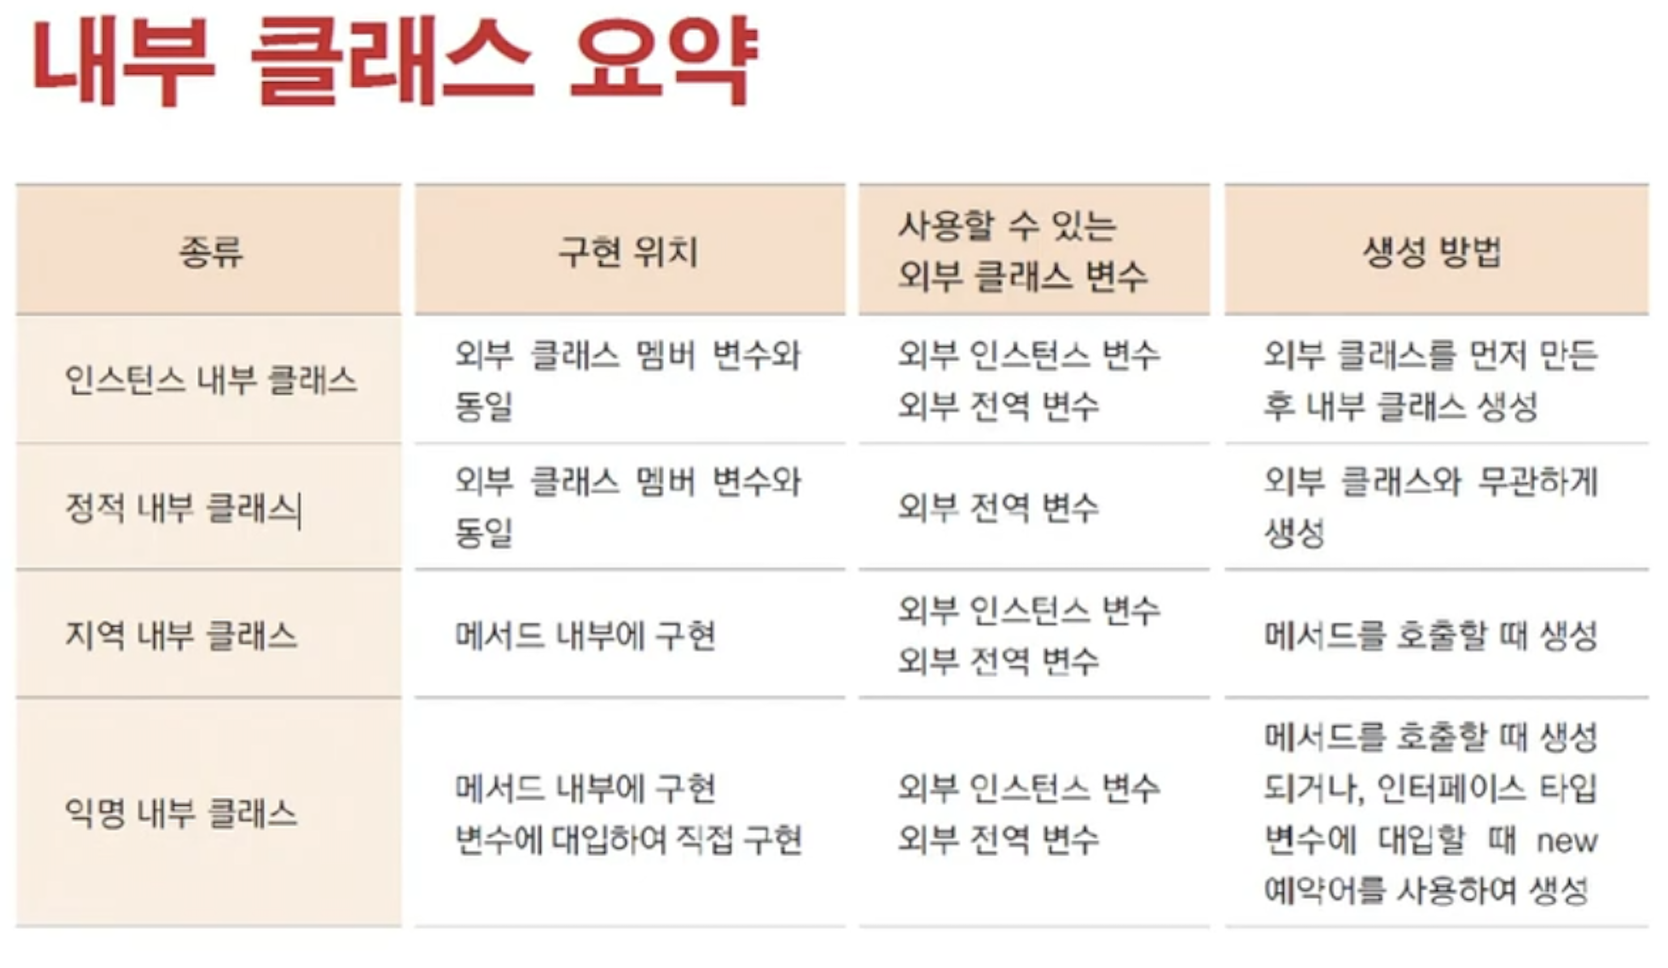 내부 클래스 요약
종류
구현 위치
사용할 수 있는
외부 클래스 변수
생성 방법
인스턴스 내부 클래스
외부 클래스 멤버 변수와
동일
외부 인스턴스 변수
외부 전역 변수
외부 클래스를 먼저 만든
후 내부 클래스 생성
정적 내부 클래스
외부 클래스 멤버 변수와
동일
외부 전역 변수
외부 클래스와 무관하게
생성
지역 내부 클래스
메서드 내부에 구현
외부 인스턴스 변수
외부 전역 변수
메서드를 호출할 때 생성
익명 내부 클래스
메서드 내부에 구현
변수에 대입하여 직접 구현
외부 인스턴스 변수
외부 전역 변수
메서드를 호출할 때 생성
되거나, 인터페이스 타입
변수에 대입할 때 new
예약어를 사용하여 생성